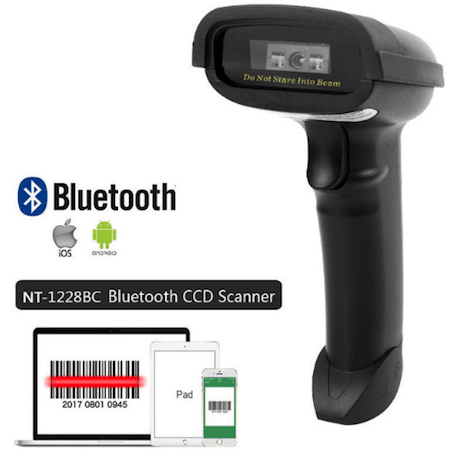 Do Not Stare Into Beam
Bluetooth
iOS
ANDROID
NT-1228BC Bluetooth CCD Scanner
2017 0801 0945
Pad